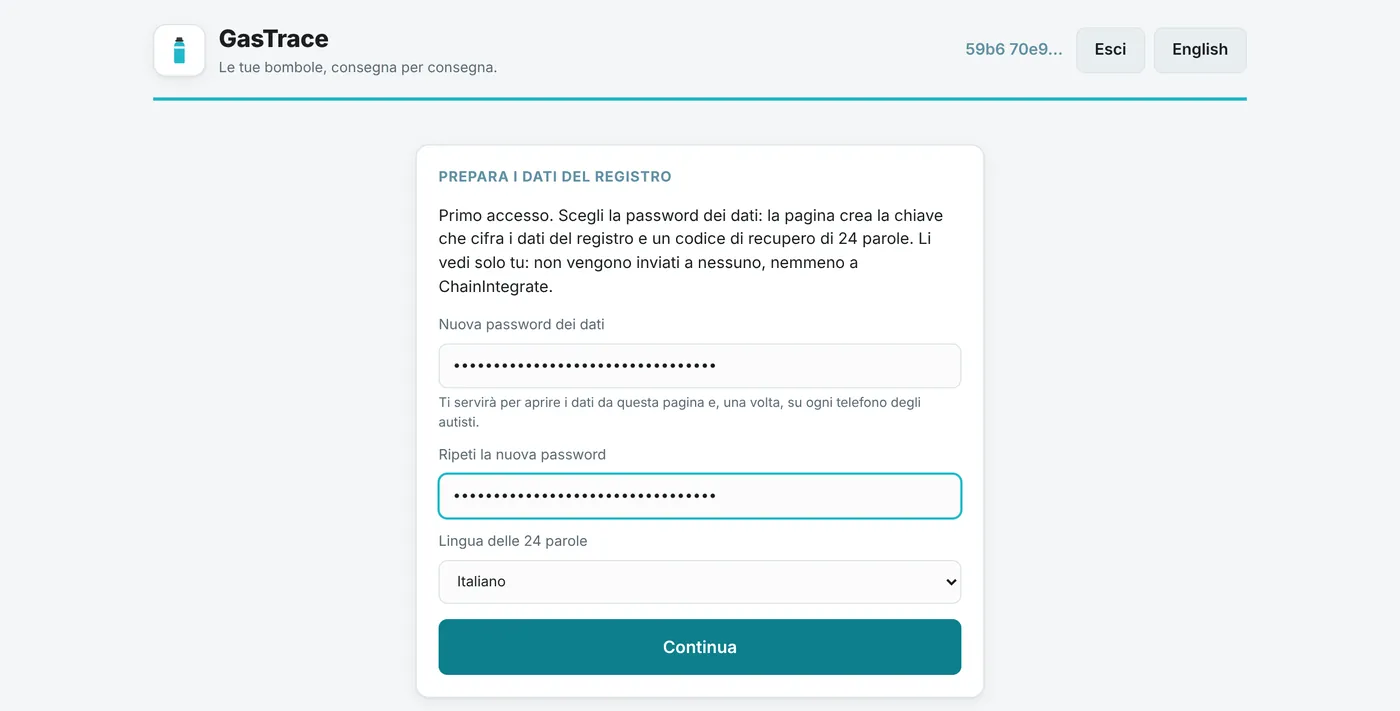 GasTrace
Le tue bombole, consegna per consegna.
59b6 70e9...
Esci
English
PREPARA I DATI DEL REGISTRO
Primo accesso. Scegli la password dei dati: la pagina crea la chiave
che cifra i dati del registro e un codice di recupero di 24 parole. Li
vedi solo tu: non vengono inviati a nessuno, nemmeno a
ChainIntegrate.
Nuova password dei dati
•••••••••••••••••••••••••••••••••
Ti servirà per aprire i dati da questa pagina e, una volta, su ogni telefono degli
autisti.
Ripeti la nuova password
•••••••••••••••••••••••••••••••••
Lingua delle 24 parole
Italiano
Continua